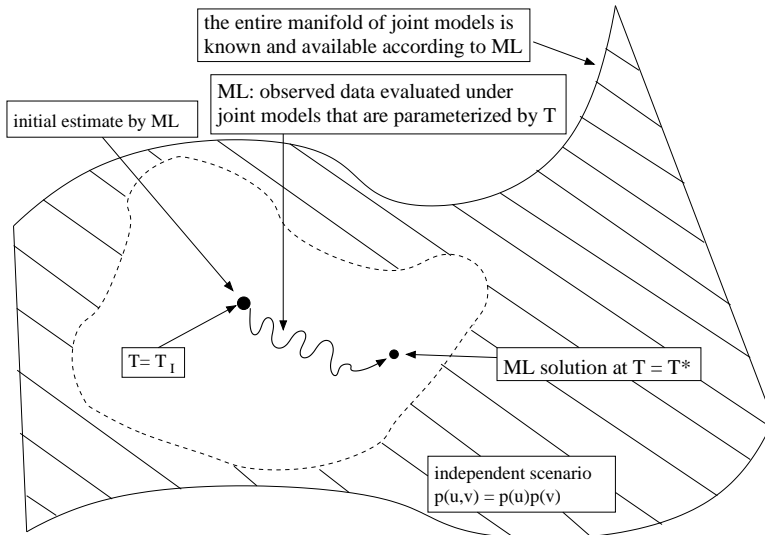 the entire manifold of joint models is
known and available according to ML
ML: observed data evaluated under
joint models that are parameterized by T
initial estimate by ML
T= T_I
ML solution at T = T*
independent scenario
p(u,v) = p(u)p(v)